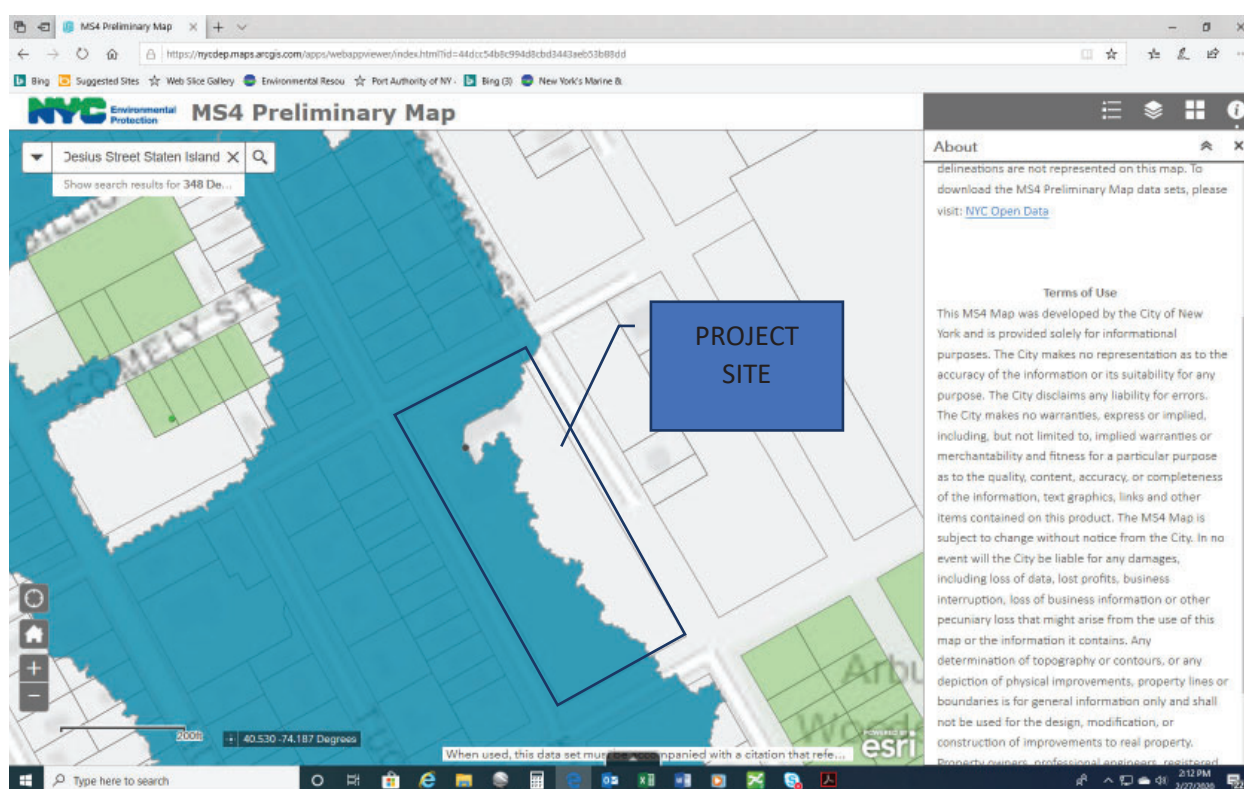 MS4 Preliminary Map
https://nycdep.maps.arcgis.com/apps/webappviewer/index.html?id=44dcc54b8c994d8cbd3443aeb53b88dd
Bing Suggested Sites Web Slice Gallery Environmental Resou Port Authority of NY - Bing (3) New York's Marine &
NYC Environmental Protection MS4 Preliminary Map
Desius Street Staten Island
Show search results for 348 De...
COMELY ST
PROJECT
SITE
200ft
40.530 -74.187 Degrees
When used, this data set must be accompanied with a citation that refe...
POWERED BY
esri
About
delineations are not represented on this map. To
download the MS4 Preliminary Map data sets, please
visit: NYC Open Data
Terms of Use
This MS4 Map was developed by the City of New
York and is provided solely for informational
purposes. The City makes no representation as to the
accuracy of the information or its suitability for any
purpose. The City disclaims any liability for errors.
The City makes no warranties, express or implied,
including, but not limited to, implied warranties or
merchantability and fitness for a particular purpose
as to the quality, content, accuracy, or completeness
of the information, text graphics, links and other
items contained on this product. The MS4 Map is
subject to change without notice from the City. In no
event will the City be liable for any damages,
including loss of data, lost profits, business
interruption, loss of business information or other
pecuniary loss that might arise from the use of this
map or the information it contains. Any
determination of topography or contours, or any
depiction of physical improvements, property lines or
boundaries is for general information only and shall
not be used for the design, modification, or
construction of improvements to real property.
Property owners, professional engineers, registered
Type here to search
2:12 PM
2/27/2020